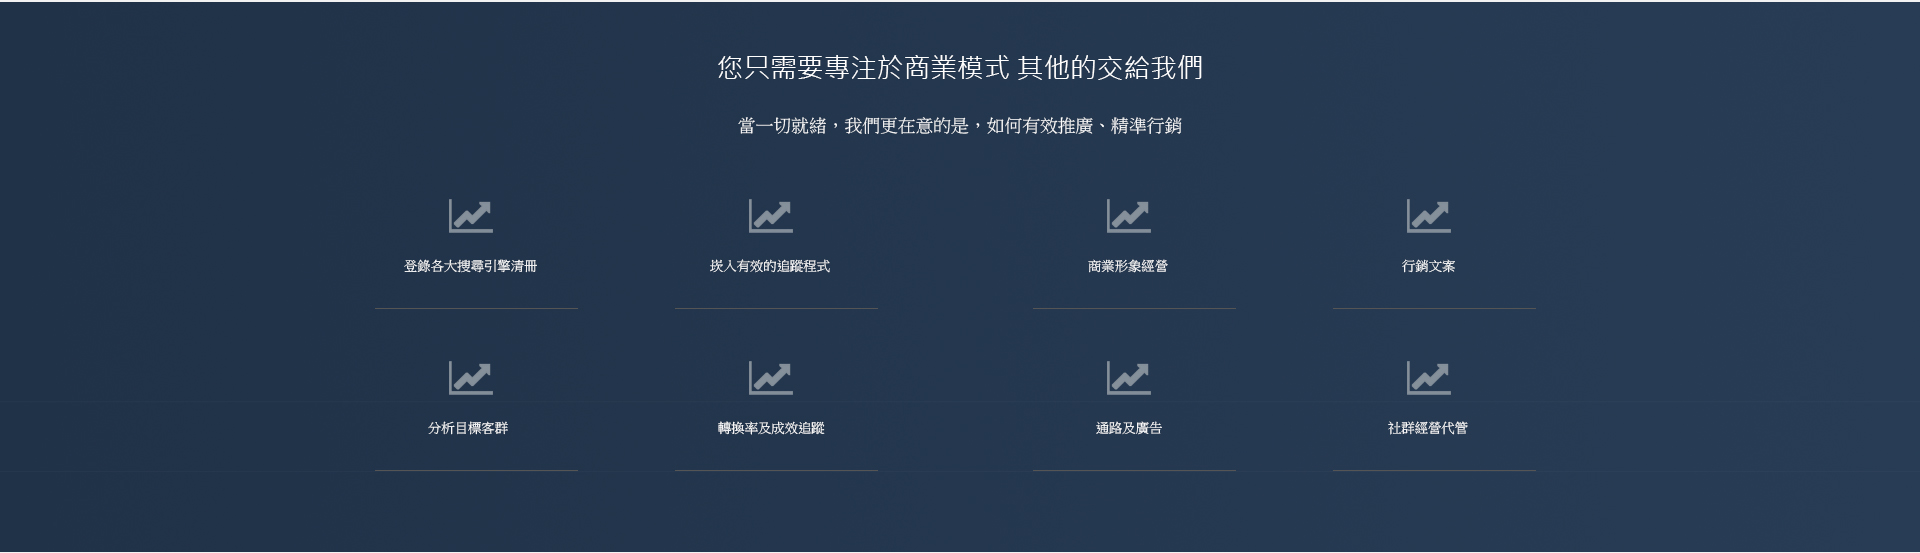 您只需要專注於商業模式 其他的交給我們
當一切就緒，我們更在意的是，如何有效推廣、精準行銷
登錄各大搜尋引擎清冊
崁入有效的追蹤程式
商業形象經營
行銷文案
分析目標客群
轉換率及成效追蹤
通路及廣告
社群經營代管